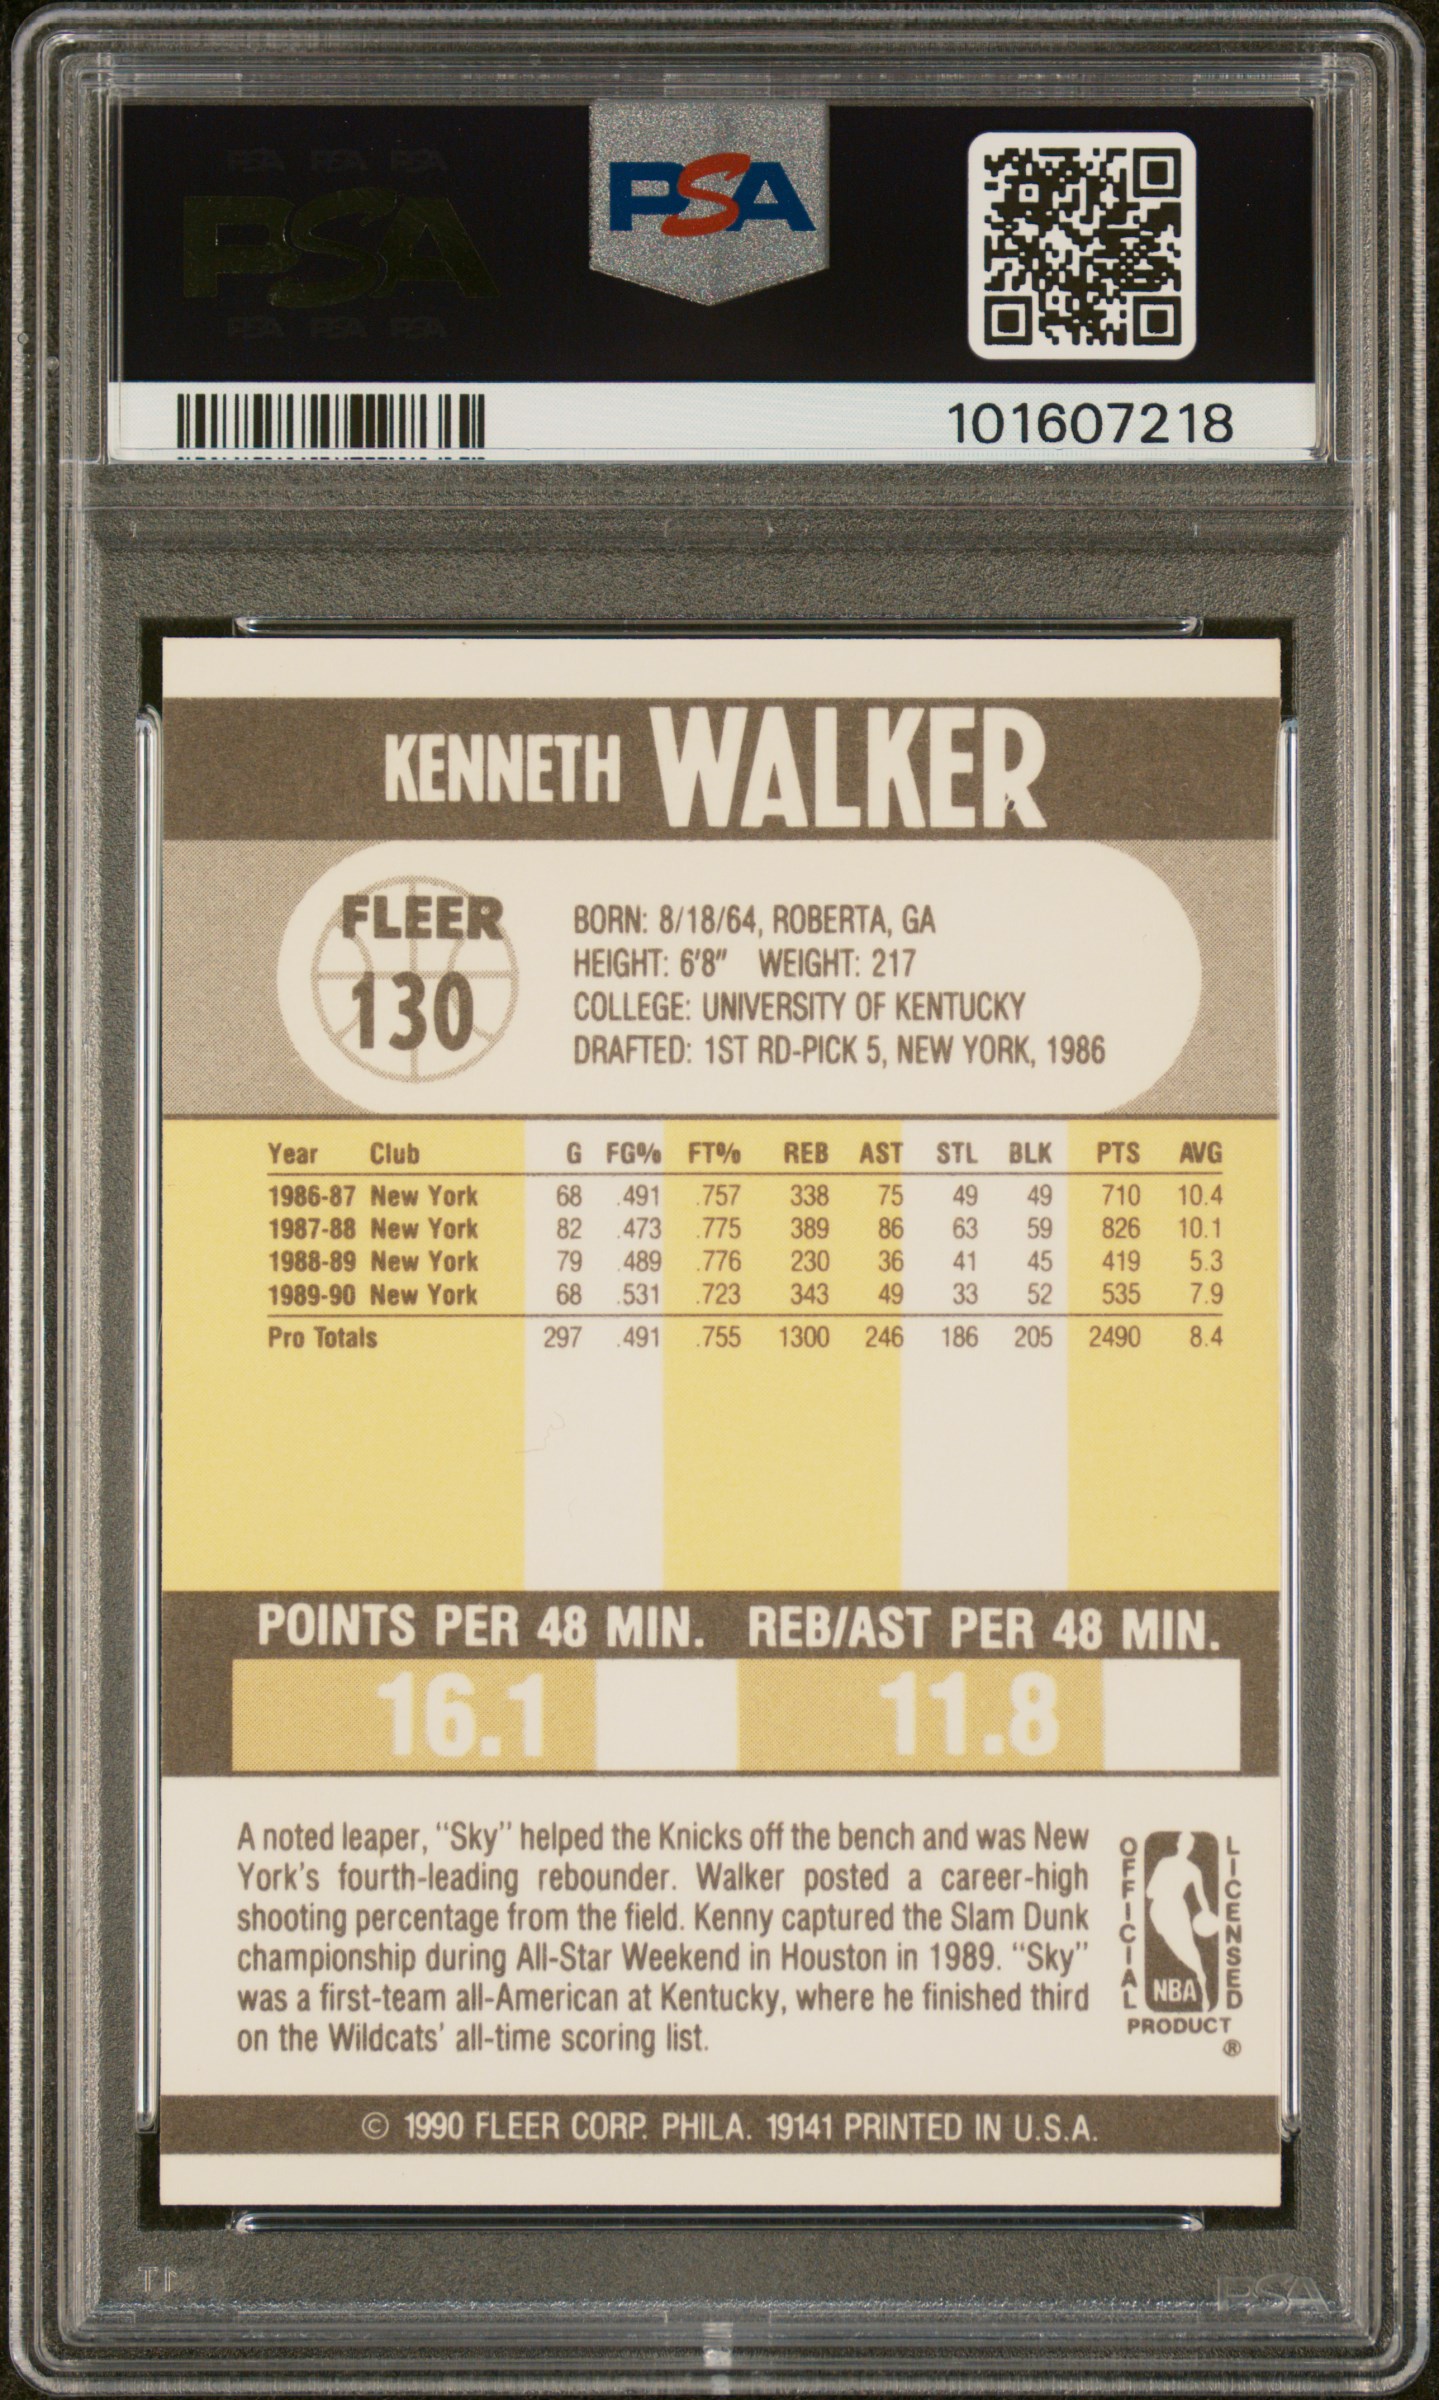 PSA PSA PSA
PSA
PSA PSA PSA
PSA
101607218
KENNETH WALKER
FLEER
130
BORN: 8/18/64, ROBERTA, GA
HEIGHT: 6'8" WEIGHT: 217
COLLEGE: UNIVERSITY OF KENTUCKY
DRAFTED: 1ST RD-PICK 5, NEW YORK, 1986
Year Club G FG% FT% REB AST STL BLK PTS AVG
1986-87 New York 68 .491 .757 338 75 49 49 710 10.4
1987-88 New York 82 .473 .775 389 86 63 59 826 10.1
1988-89 New York 79 .489 .776 230 36 41 45 419 5.3
1989-90 New York 68 .531 .723 343 49 33 52 535 7.9
Pro Totals 297 .491 .755 1300 246 186 205 2490 8.4
POINTS PER 48 MIN. REB/AST PER 48 MIN.
16.1 11.8
A noted leaper, "Sky" helped the Knicks off the bench and was New
York's fourth-leading rebounder. Walker posted a career-high
shooting percentage from the field. Kenny captured the Slam Dunk
championship during All-Star Weekend in Houston in 1989. "Sky"
was a first-team all-American at Kentucky, where he finished third
on the Wildcats' all-time scoring list.
OFFICIAL LICENSED
NBA
PRODUCT
®
© 1990 FLEER CORP. PHILA. 19141 PRINTED IN U.S.A.
PSA